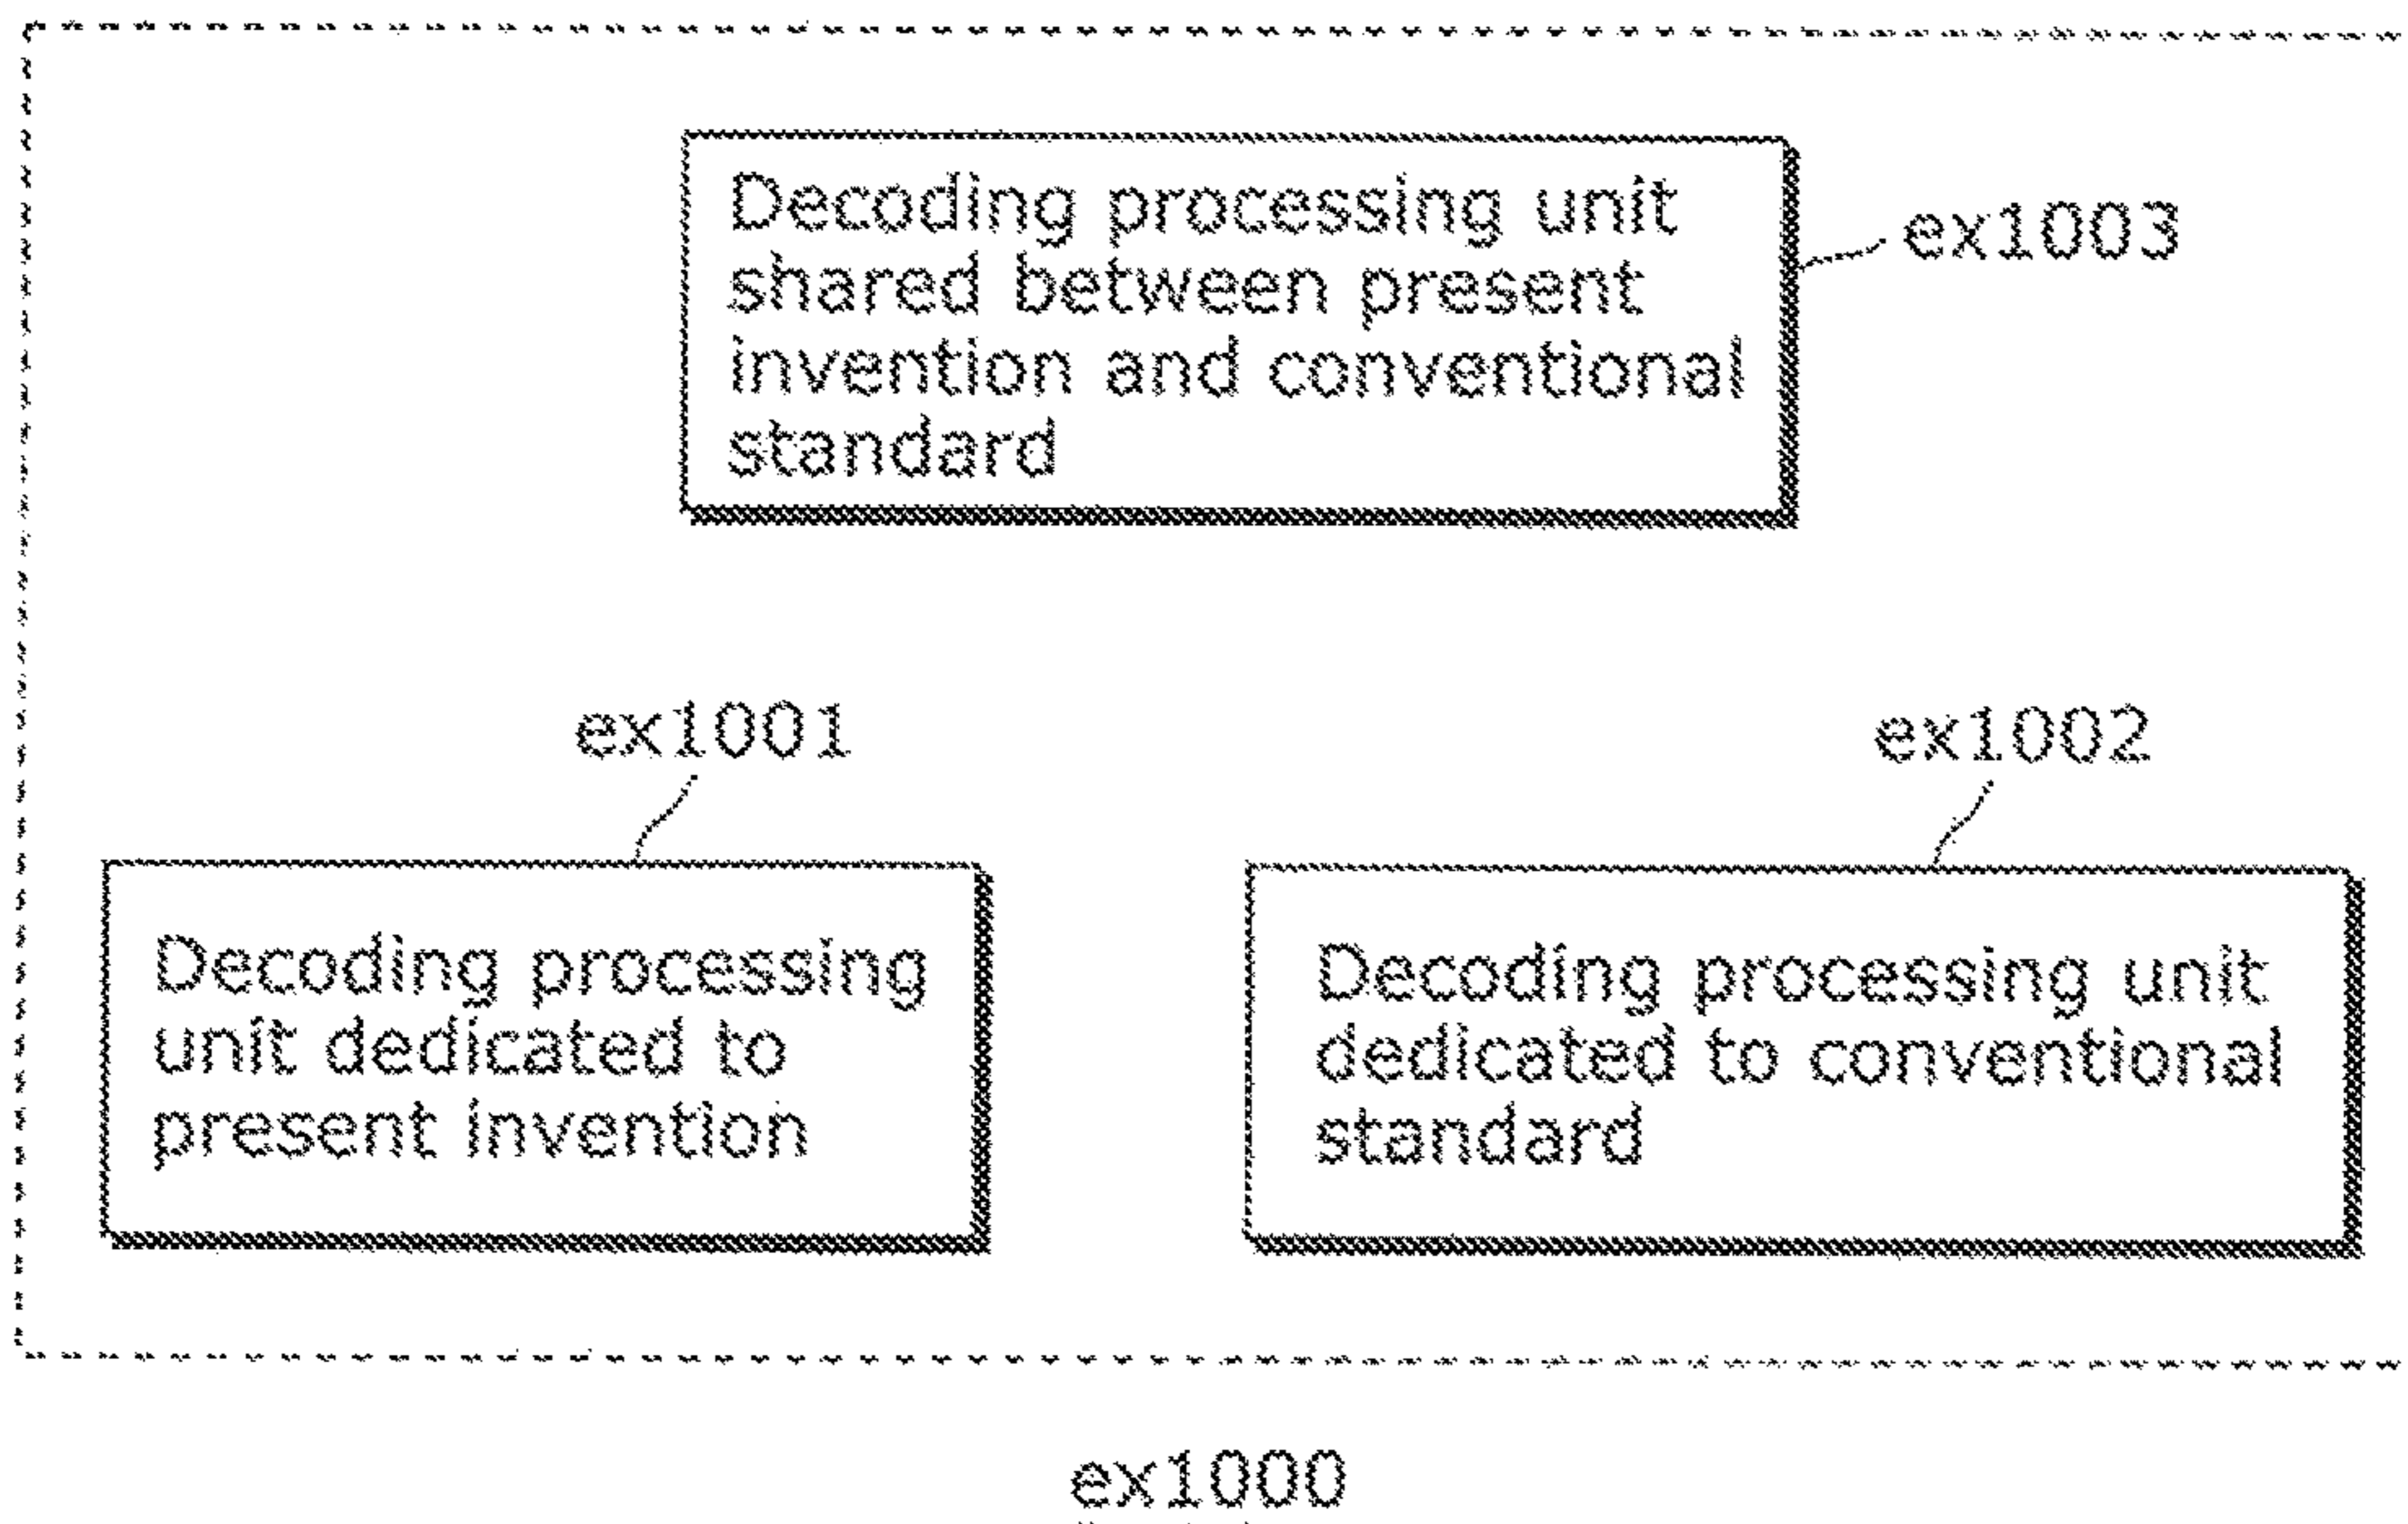 Decoding processing unit
shared between present
invention and conventional
standard
ex1003
ex1001
ex1002
Decoding processing
unit dedicated to
present invention
Decoding processing unit
dedicated to conventional
standard
ex1000